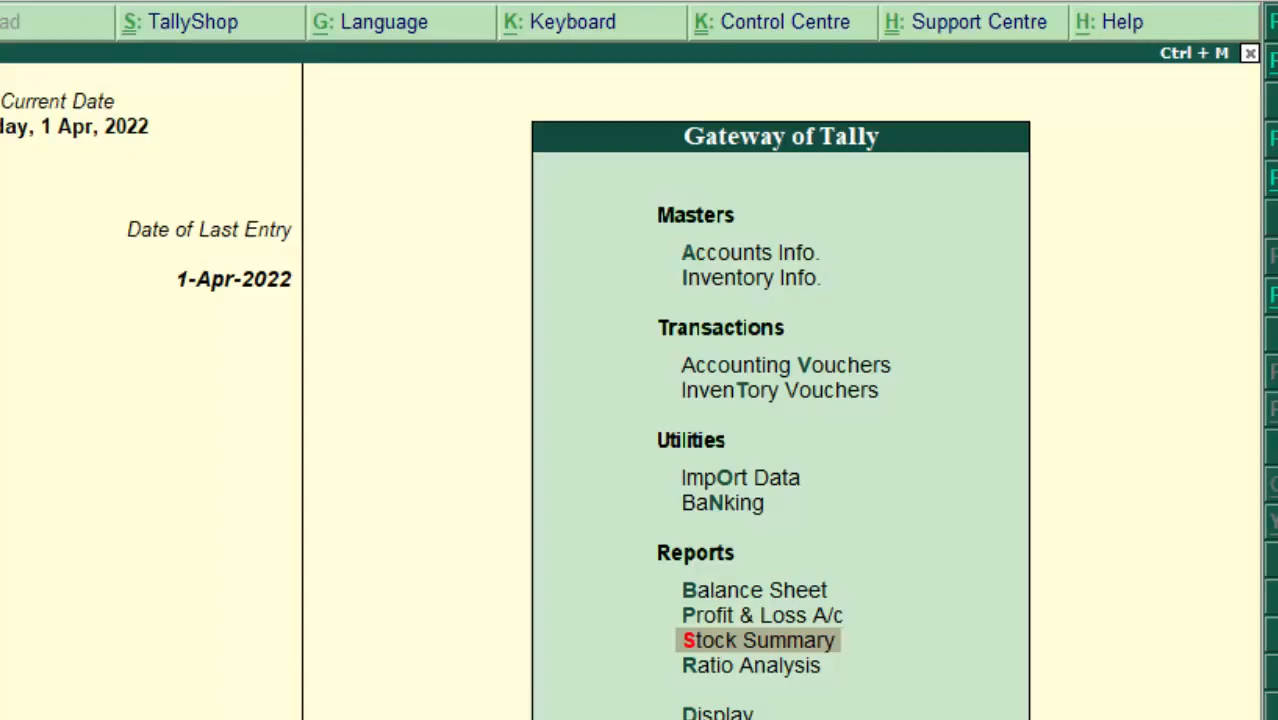 ad S: TallyShop G: Language K: Keyboard K: Control Centre H: Support Centre H: Help
Ctrl + M
Current Date
day, 1 Apr, 2022
Gateway of Tally
Masters
Date of Last Entry
Accounts Info.
1-Apr-2022
Inventory Info.
Transactions
Accounting Vouchers
InvenTory Vouchers
Utilities
ImpOrt Data
BaNking
Reports
Balance Sheet
Profit & Loss A/c
Stock Summary
Ratio Analysis
Display